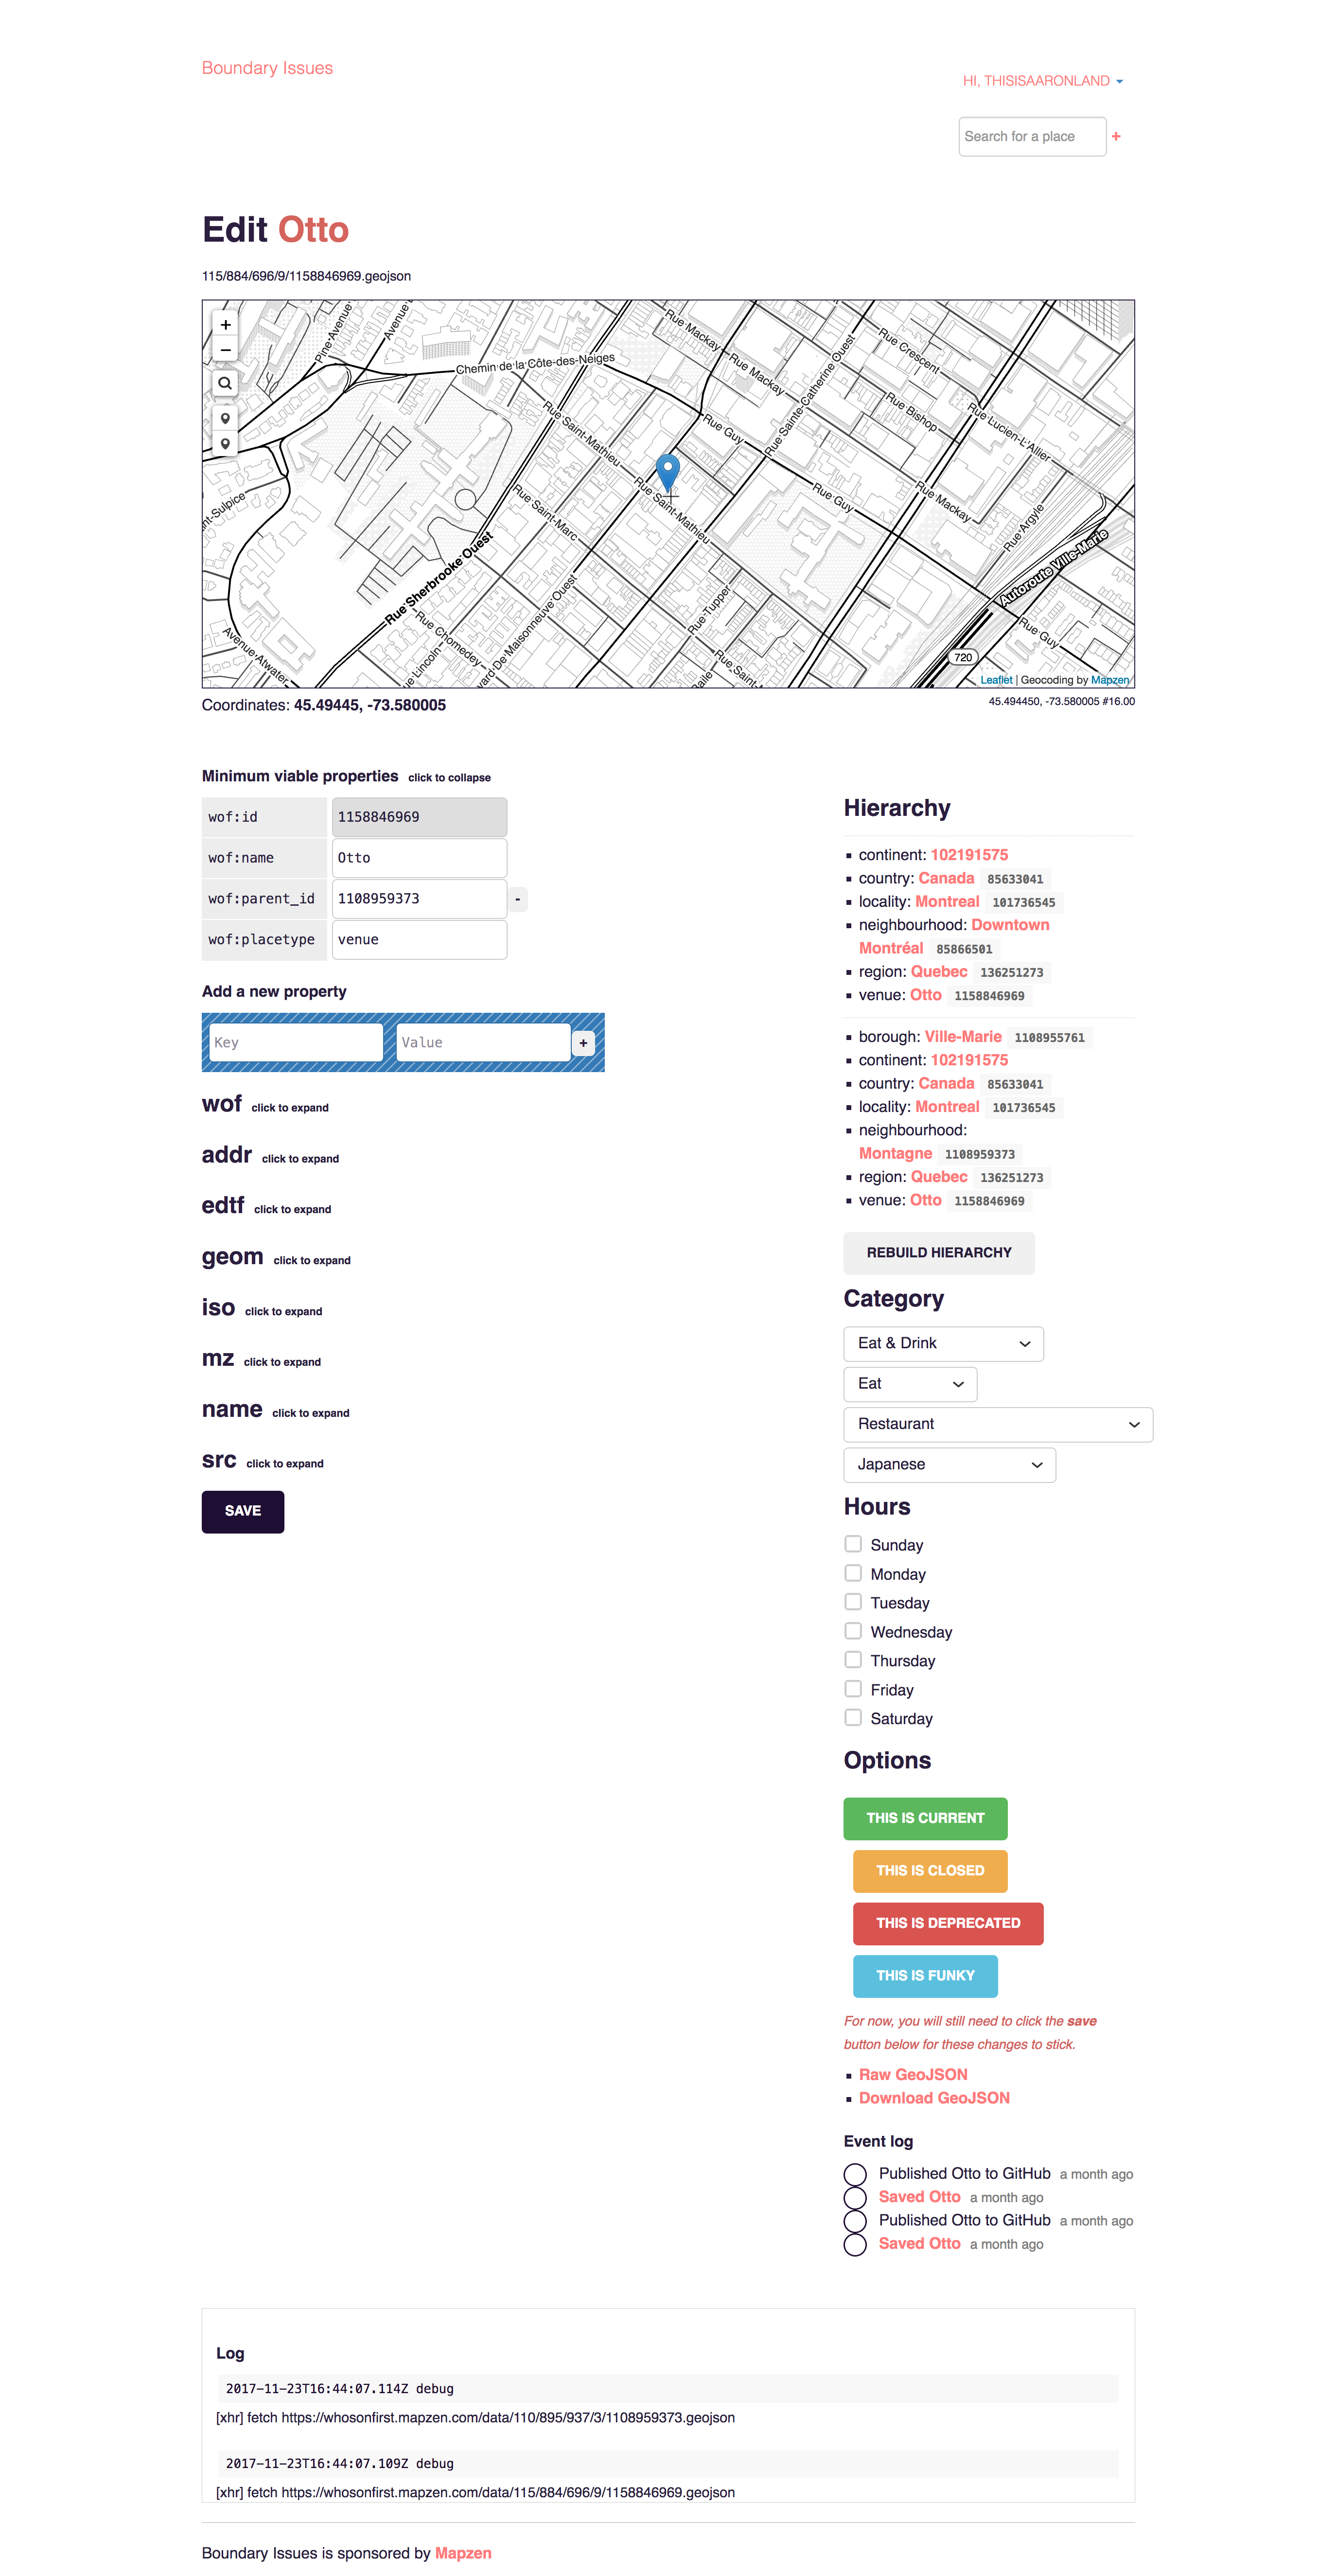 Boundary Issues
HI, THISISAARONLAND
Search for a place +
Edit Otto
115/884/696/9/1158846969.geojson
+
−
Pine Avenue
Avenue
Chemin de la Côte-des-Neiges
Rue Mackay
Rue Mackay
Rue Sainte-Catherine Ouest
Rue Crescent
Rue Bishop
Rue Lucien-L'Allier
Rue Saint-Mathieu
Rue Guy
Rue Saint-Mathieu
Rue Guy
Rue Mackay
Rue Saint-Marc
nt-Sulpice
Rue Argyle
Rue Sherbrooke Ouest
Autoroute Ville-Marie
Rue Tupper
Rue Chomedey
ue Lincoln
vard De Maisonneuve Ouest
Avenue Atwater
Rue Guy
Rue Saint-
Baile
720
Leaflet | Geocoding by Mapzen
Coordinates: 45.49445, -73.580005
45.494450, -73.580005 #16.00
Minimum viable properties click to collapse
wof:id 1158846969
wof:name Otto
wof:parent_id 1108959373 -
wof:placetype venue
Add a new property
Key Value +
wof click to expand
addr click to expand
edtf click to expand
geom click to expand
iso click to expand
mz click to expand
name click to expand
src click to expand
SAVE
Hierarchy
continent: 102191575
country: Canada 85633041
locality: Montreal 101736545
neighbourhood: Downtown
Montréal 85866501
region: Quebec 136251273
venue: Otto 1158846969
borough: Ville-Marie 1108955761
continent: 102191575
country: Canada 85633041
locality: Montreal 101736545
neighbourhood:
Montagne 1108959373
region: Quebec 136251273
venue: Otto 1158846969
REBUILD HIERARCHY
Category
Eat & Drink
Eat
Restaurant
Japanese
Hours
Sunday
Monday
Tuesday
Wednesday
Thursday
Friday
Saturday
Options
THIS IS CURRENT
THIS IS CLOSED
THIS IS DEPRECATED
THIS IS FUNKY
For now, you will still need to click the save
button below for these changes to stick.
Raw GeoJSON
Download GeoJSON
Event log
Published Otto to GitHub a month ago
Saved Otto a month ago
Published Otto to GitHub a month ago
Saved Otto a month ago
Log
2017-11-23T16:44:07.114Z debug
[xhr] fetch https://whosonfirst.mapzen.com/data/110/895/937/3/1108959373.geojson
2017-11-23T16:44:07.109Z debug
[xhr] fetch https://whosonfirst.mapzen.com/data/115/884/696/9/1158846969.geojson
Boundary Issues is sponsored by Mapzen